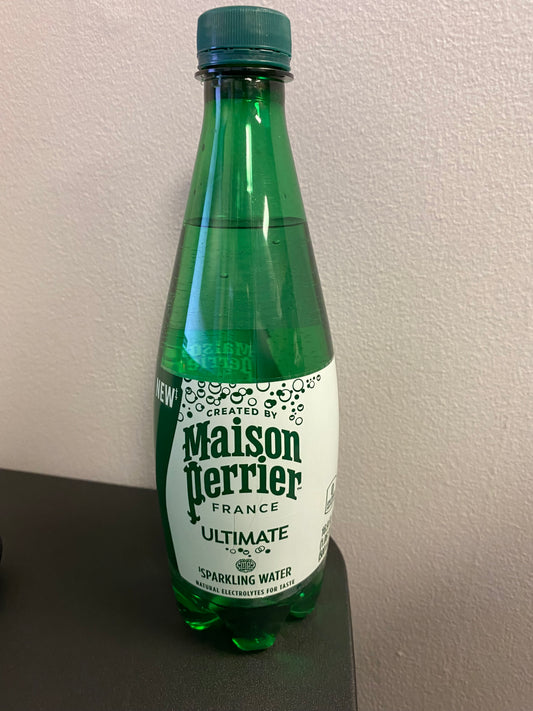 NEW‡
CREATED BY
Maison
perrier
FRANCE
ULTIMATE
SPARKLING WATER
NATURAL ELECTROLYTES FOR TASTE